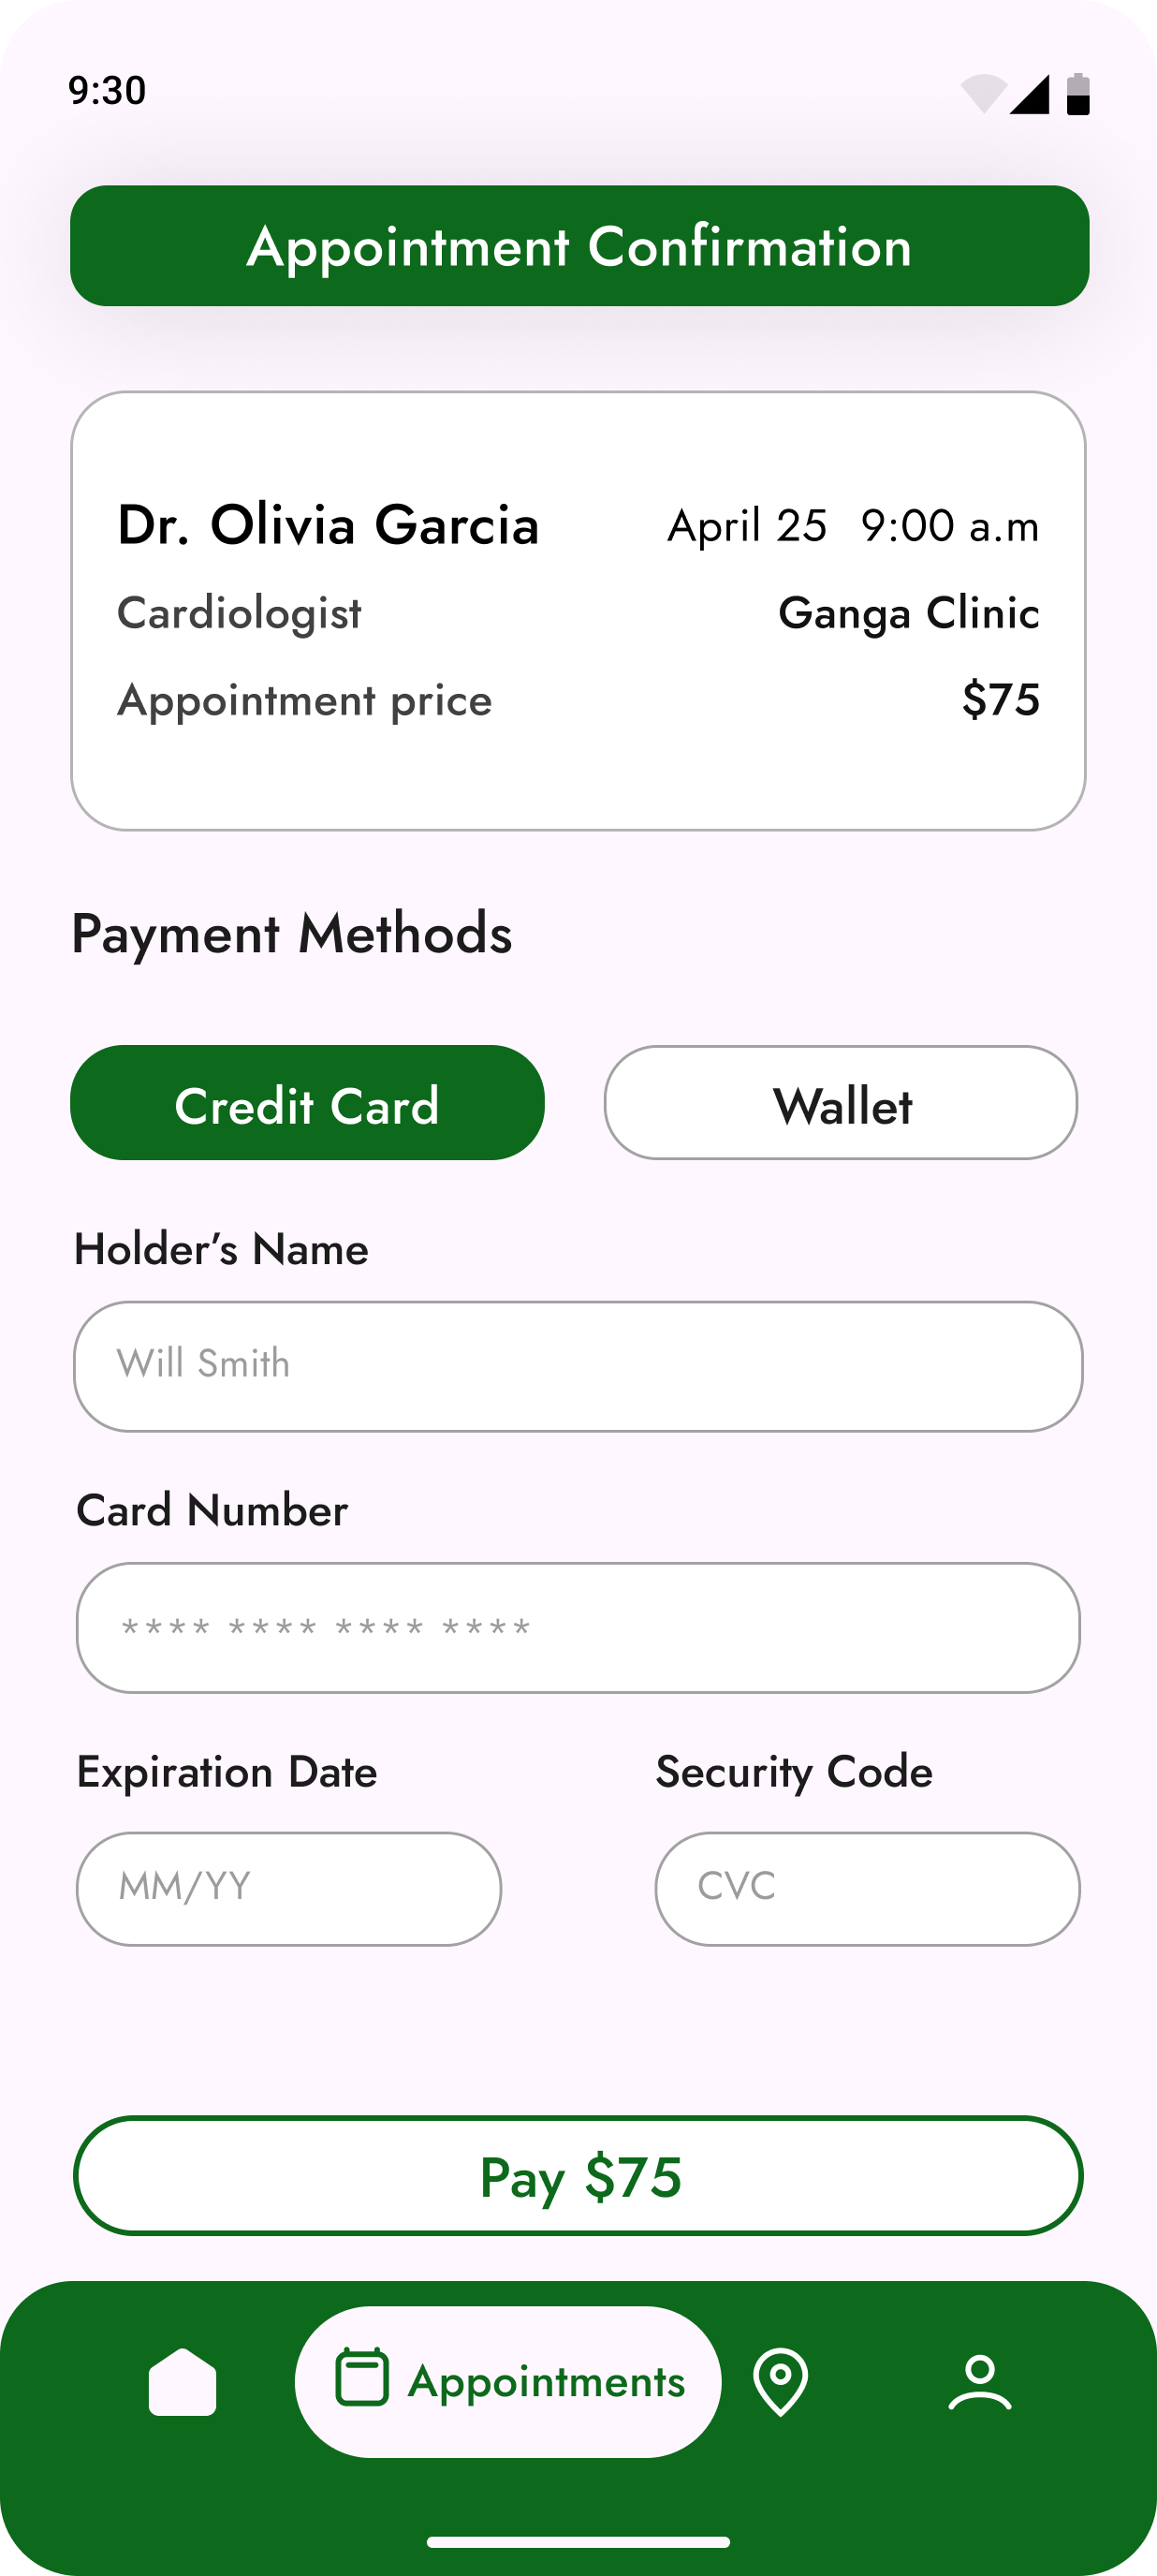 9:30
Appointment Confirmation
Dr. Olivia Garcia April 25 9:00 a.m
Cardiologist Ganga Clinic
Appointment price $75
Payment Methods
Credit Card Wallet
Holder’s Name
Will Smith
Card Number
**** **** **** ****
Expiration Date Security Code
MM/YY CVC
Pay $75
Appointments